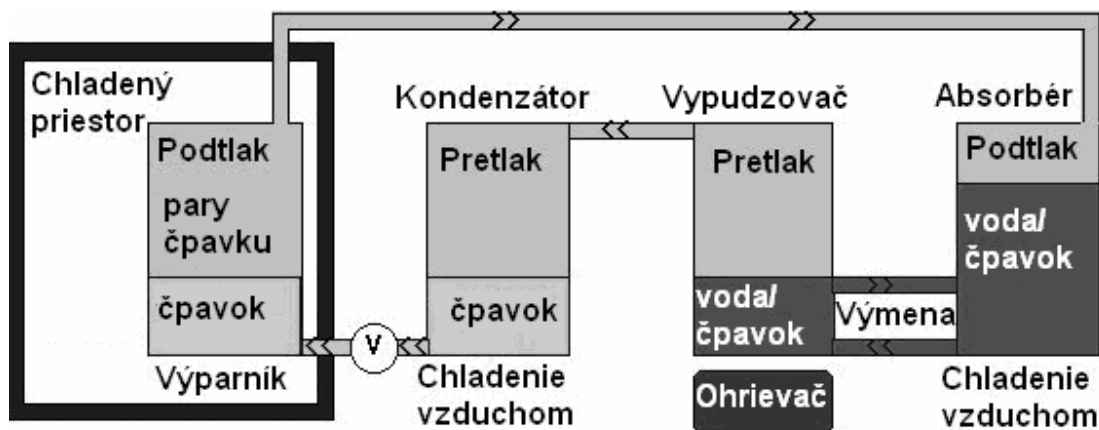 Chladený
priestor
Podtlak
pary
čpavku
čpavok
Výparník
V
Kondenzátor
Pretlak
čpavok
Chladenie
vzduchom
Vypudzovač
Pretlak
voda/
čpavok
Ohrievač
Výmena
Absorbér
Podtlak
voda/
čpavok
Chladenie
vzduchom